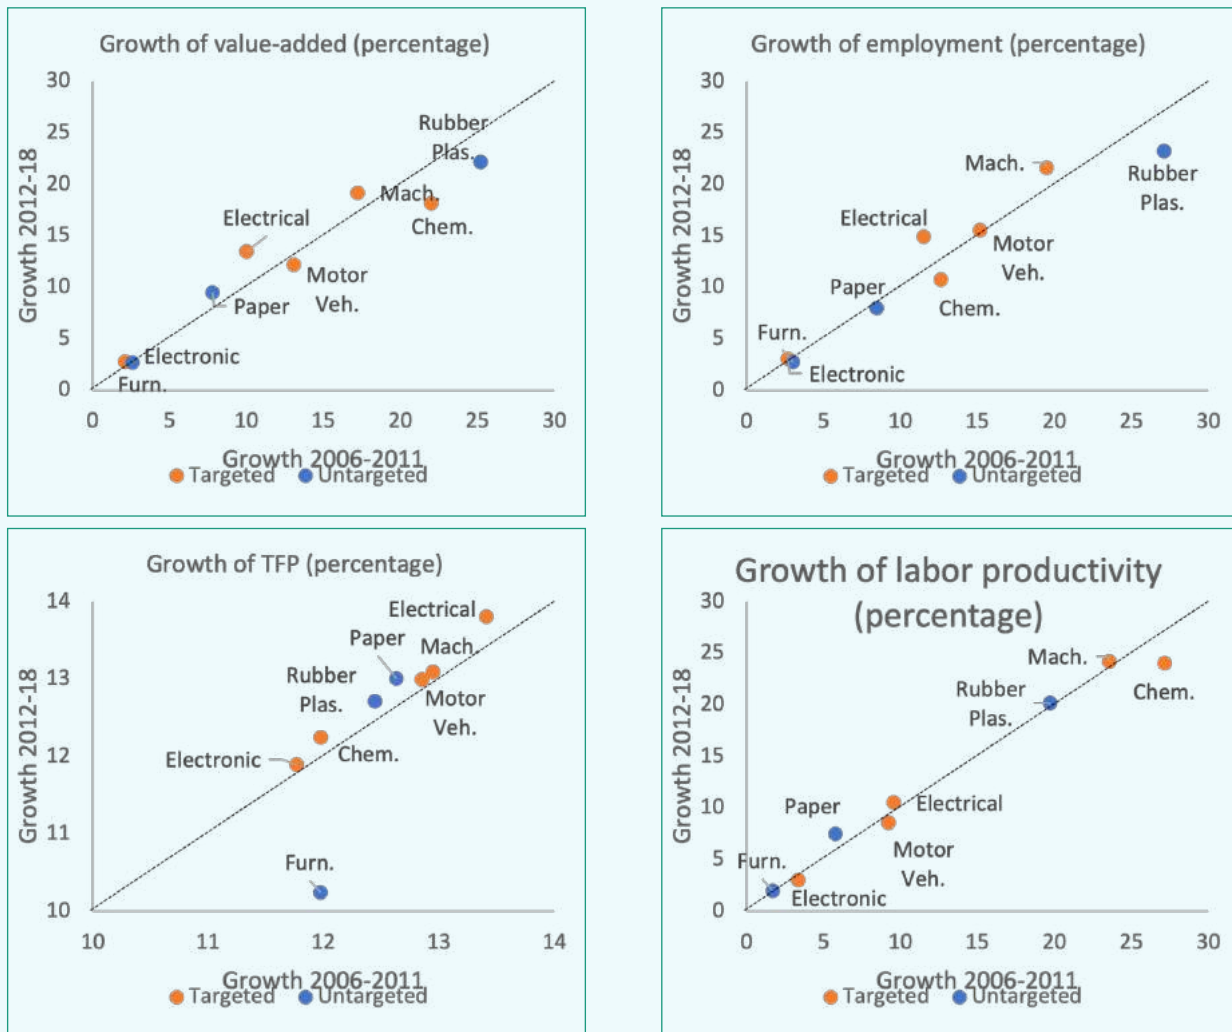 Growth of value-added (percentage)
30
25
20
15
10
5
0
Growth 2012-18
Rubber
Plas.
Mach.
Chem.
Electrical
Motor
Veh.
Paper
Electronic
Furn.
0 5 10 15 20 25 30
Growth 2006-2011
Targeted Untargeted
Growth of employment (percentage)
30
25
20
15
10
5
0
Growth 2012-18
Mach.
Rubber
Plas.
Electrical
Motor
Veh.
Paper
Chem.
Furn.
Electronic
0 5 10 15 20 25 30
Growth 2006-2011
Targeted Untargeted
Growth of TFP (percentage)
14
13
12
11
10
Growth 2012-18
Electrical
Paper
Mach.
Rubber
Plas.
Motor
Veh.
Electronic
Chem.
Furn.
10 11 12 13 14
Growth 2006-2011
Targeted Untargeted
Growth of labor productivity
(percentage)
30
25
20
15
10
5
0
Growth 2012-18
Mach.
Chem.
Rubber
Plas.
Paper
Electrical
Motor
Veh.
Furn.
Electronic
0 5 10 15 20 25 30
Growth 2006-2011
Targeted Untargeted